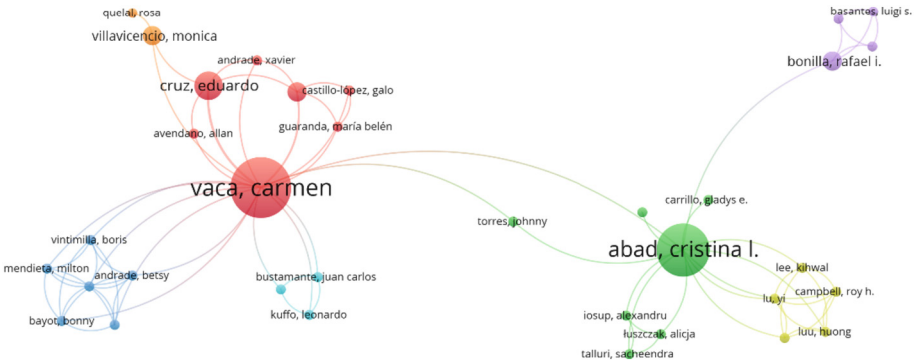 quelal, rosa
basantes, luigi s.
villavicencio, monica
andrade, xavier
bonilla, rafael i.
cruz, eduardo
castillo-lópez, galo
avendano, allan
guaranda, maría belén
vaca, carmen
carrillo, gladys e.
torres, johnny
vintimilla, boris
abad, cristina l.
mendieta, milton
andrade, betsy
bustamante, juan carlos
lee, kihwal
campbell, roy h.
lu, yi
bayot, bonny
kuffo, leonardo
iosup, alexandru
łuszczak, alicja
luu, huong
talluri, sacheendra